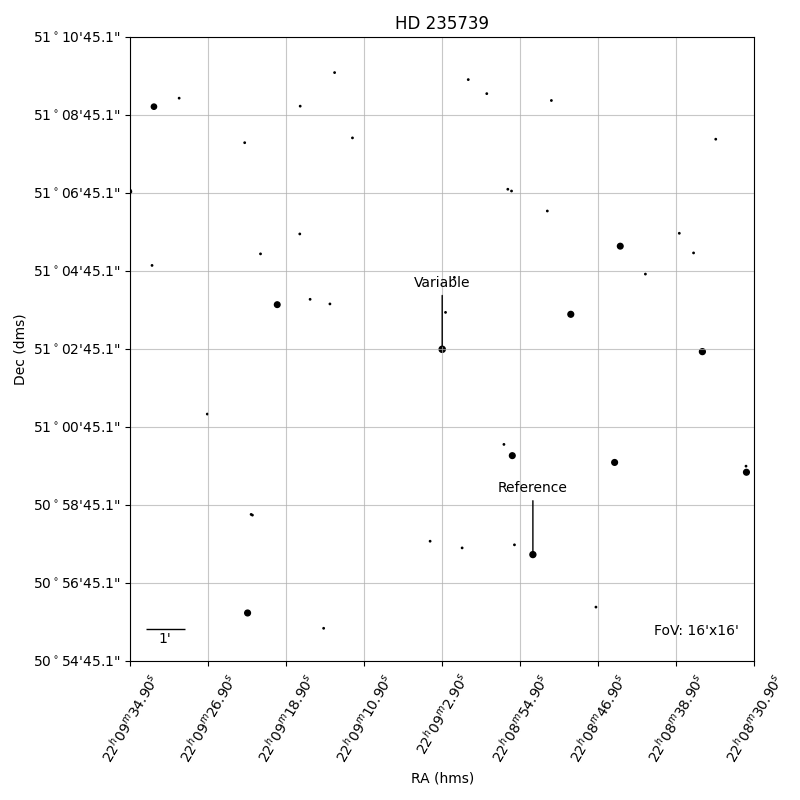 HD 235739
51°10'45.1"
51°08'45.1"
51°06'45.1"
51°04'45.1"
51°02'45.1"
51°00'45.1"
50°58'45.1"
50°56'45.1"
50°54'45.1"
Dec (dms)
Variable
Reference
1'
FoV: 16'x16'
22h09m34.90s
22h09m26.90s
22h09m18.90s
22h09m10.90s
22h09m2.90s
22h08m54.90s
22h08m46.90s
22h08m38.90s
22h08m30.90s
RA (hms)